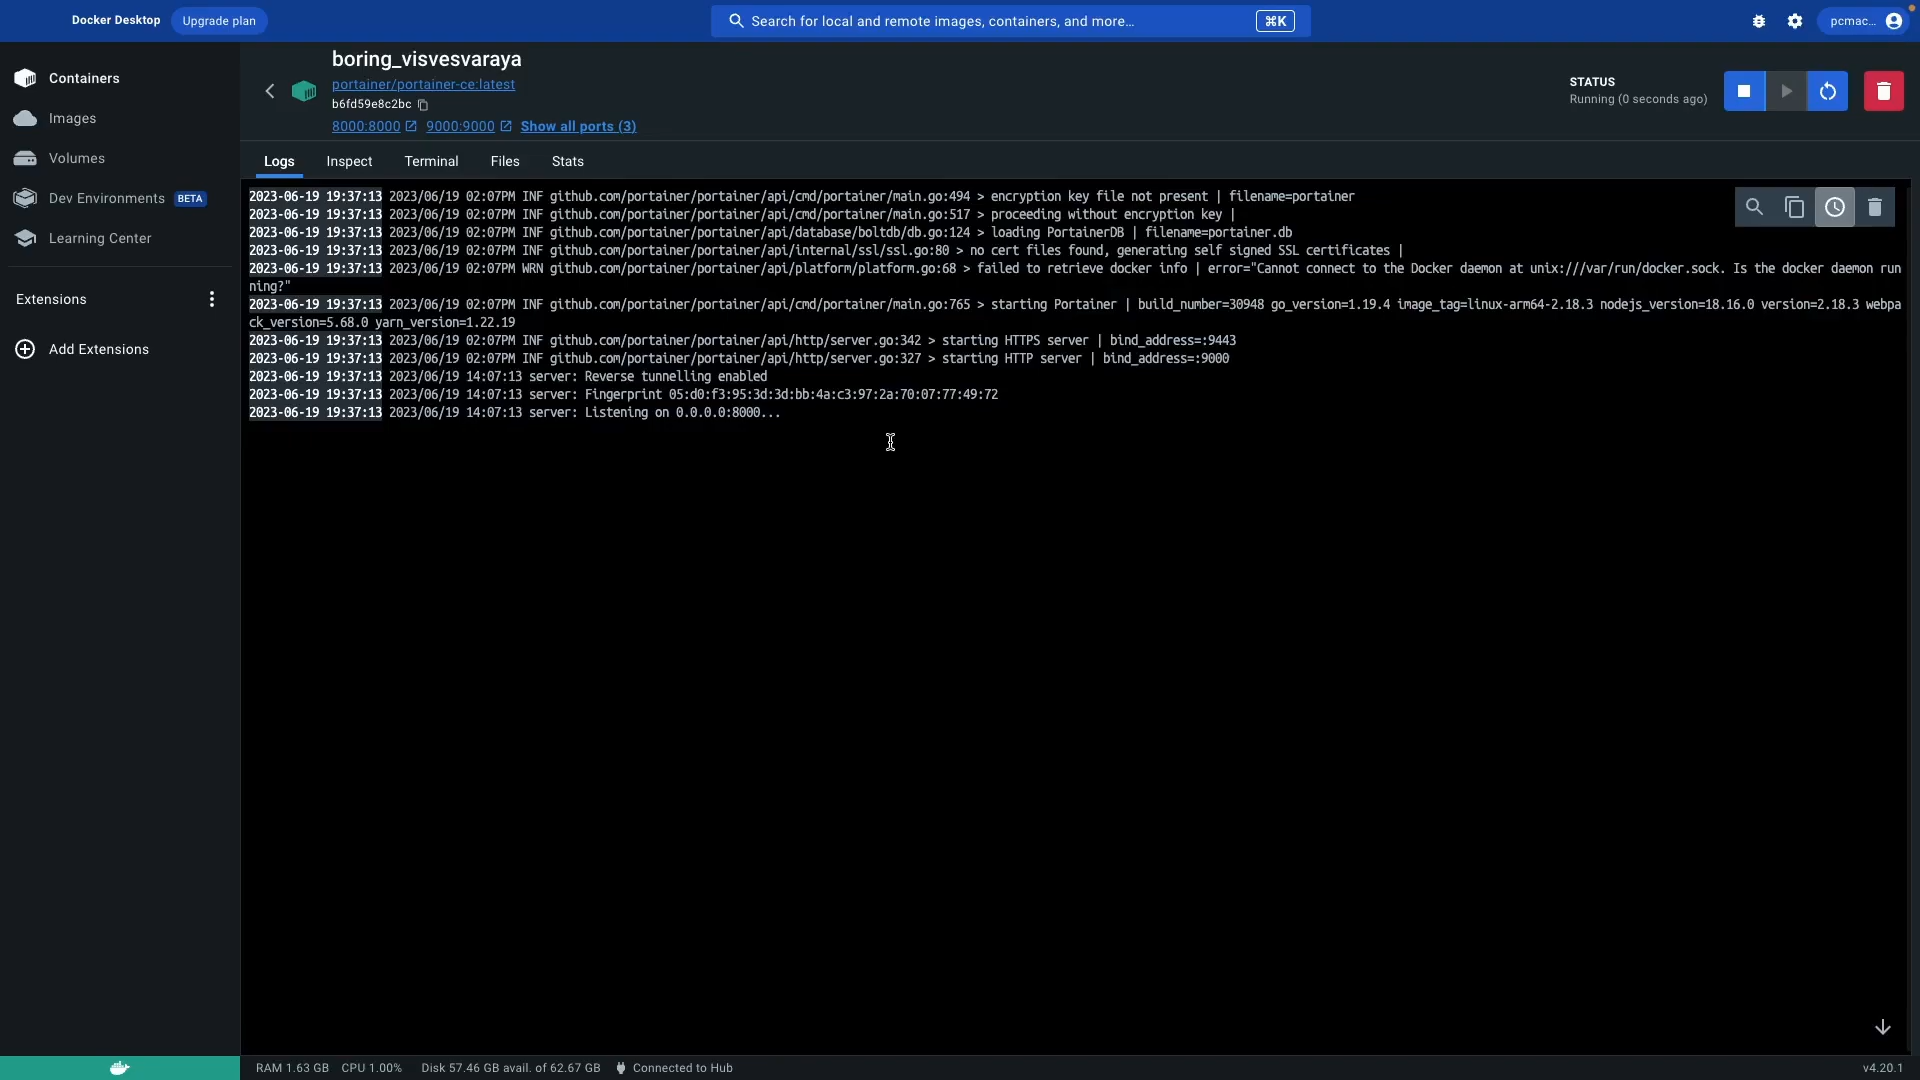 Docker Desktop
Upgrade plan
Search for local and remote images, containers, and more...
⌘K
pcmac...
Containers
Images
Volumes
Dev Environments BETA
Learning Center
Extensions
Add Extensions
boring_visvesvaraya
portainer/portainer-ce:latest
b6fd59e8c2bc
8000:8000 9000:9000 Show all ports (3)
STATUS
Running (0 seconds ago)
Logs Inspect Terminal Files Stats
2023-06-19 19:37:13 2023/06/19 02:07PM INF github.com/portainer/portainer/api/cmd/portainer/main.go:494 > encryption key file not present | filename=portainer
2023-06-19 19:37:13 2023/06/19 02:07PM INF github.com/portainer/portainer/api/cmd/portainer/main.go:517 > proceeding without encryption key |
2023-06-19 19:37:13 2023/06/19 02:07PM INF github.com/portainer/portainer/api/database/boltdb/db.go:124 > loading PortainerDB | filename=portainer.db
2023-06-19 19:37:13 2023/06/19 02:07PM INF github.com/portainer/portainer/api/internal/ssl/ssl.go:80 > no cert files found, generating self signed SSL certificates |
2023-06-19 19:37:13 2023/06/19 02:07PM WRN github.com/portainer/portainer/api/platform/platform.go:68 > failed to retrieve docker info | error="Cannot connect to the Docker daemon at unix:///var/run/docker.sock. Is the docker daemon run
ning?"
2023-06-19 19:37:13 2023/06/19 02:07PM INF github.com/portainer/portainer/api/cmd/portainer/main.go:765 > starting Portainer | build_number=30948 go_version=1.19.4 image_tag=linux-arm64-2.18.3 nodejs_version=18.16.0 version=2.18.3 webpa
ck_version=5.68.0 yarn_version=1.22.19
2023-06-19 19:37:13 2023/06/19 02:07PM INF github.com/portainer/portainer/api/http/server.go:342 > starting HTTPS server | bind_address=:9443
2023-06-19 19:37:13 2023/06/19 02:07PM INF github.com/portainer/portainer/api/http/server.go:327 > starting HTTP server | bind_address=:9000
2023-06-19 19:37:13 2023/06/19 14:07:13 server: Reverse tunnelling enabled
2023-06-19 19:37:13 2023/06/19 14:07:13 server: Fingerprint 05:d0:f3:95:3d:3d:bb:4a:c3:97:2a:70:07:77:49:72
2023-06-19 19:37:13 2023/06/19 14:07:13 server: Listening on 0.0.0.0:8000...
RAM 1.63 GB CPU 1.00% Disk 57.46 GB avail. of 62.67 GB Connected to Hub
v4.20.1